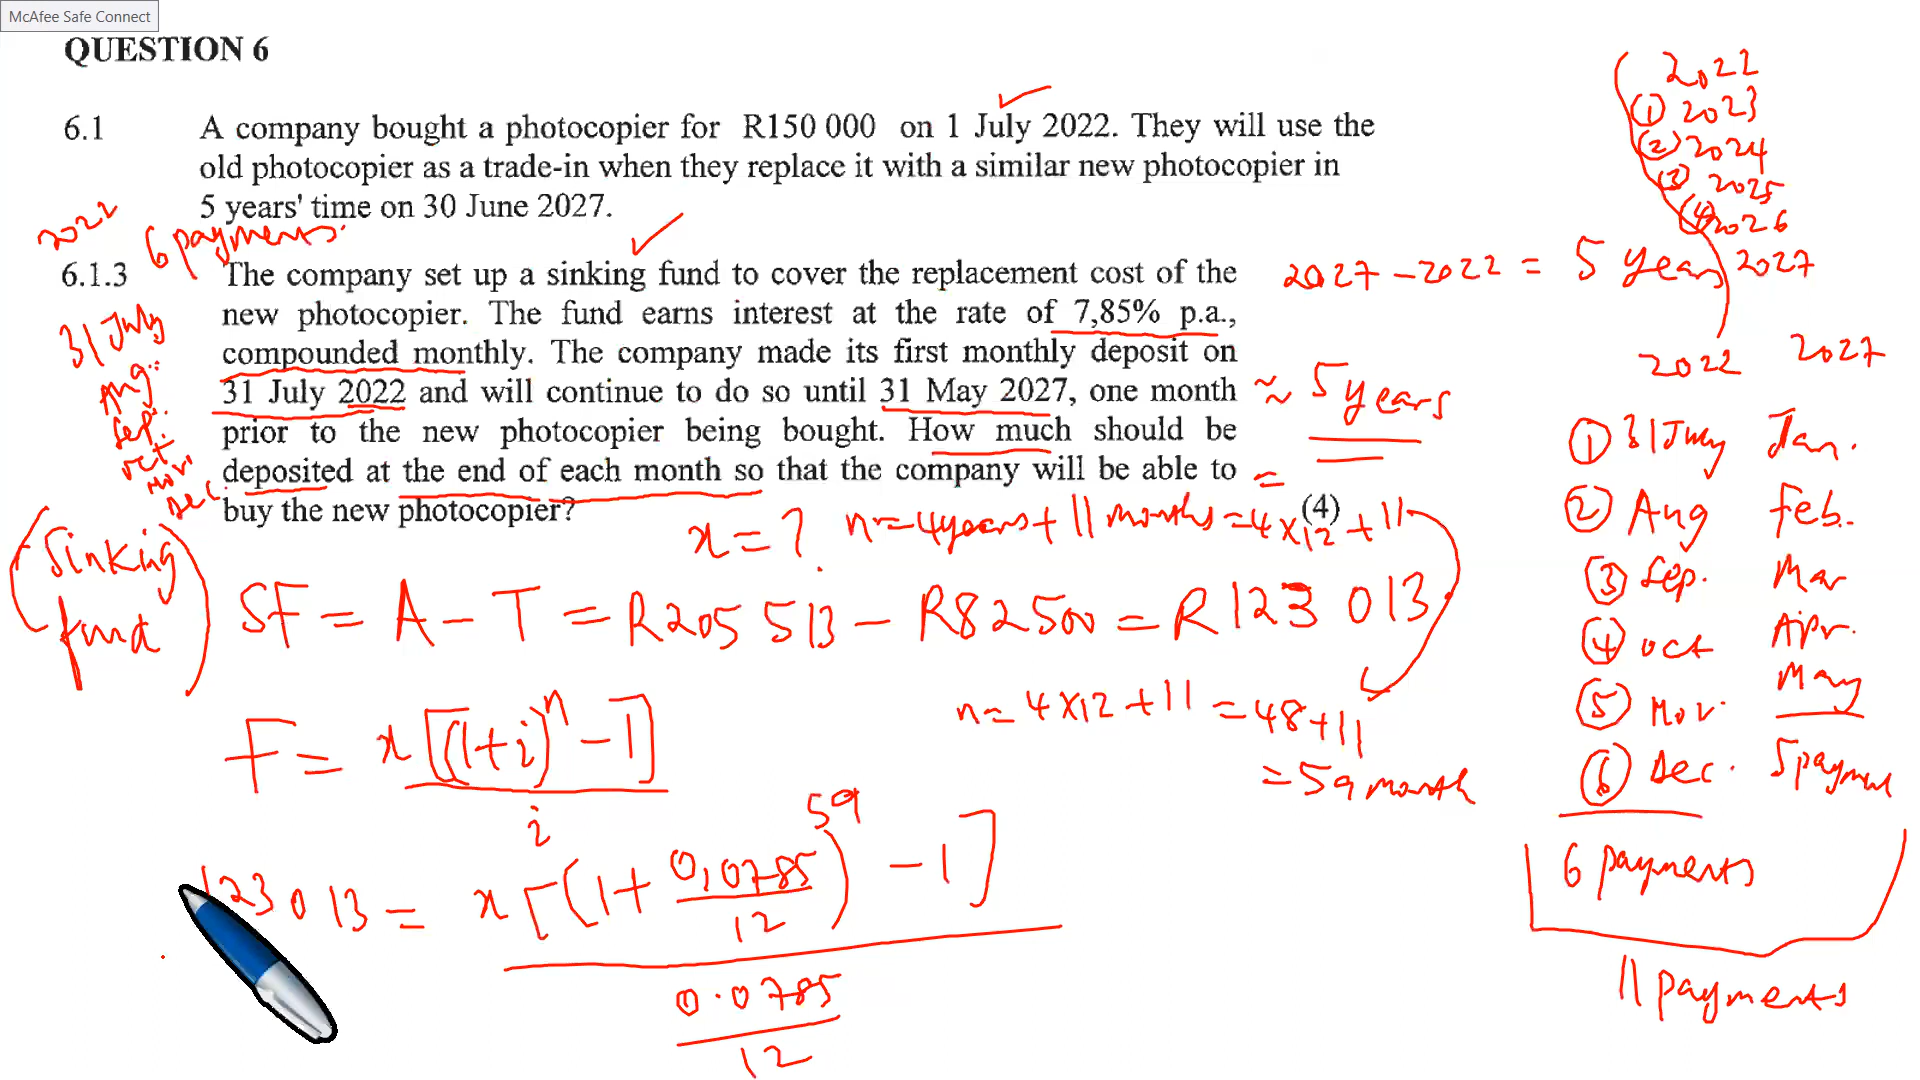 McAfee Safe Connect
QUESTION 6
6.1 A company bought a photocopier for R150 000 on 1 July 2022. They will use the
old photocopier as a trade-in when they replace it with a similar new photocopier in
5 years' time on 30 June 2027.
2022
6 payments.
6.1.3 The company set up a sinking fund to cover the replacement cost of the
new photocopier. The fund earns interest at the rate of 7,85% p.a.,
compounded monthly. The company made its first monthly deposit on
31 July 2022 and will continue to do so until 31 May 2027, one month
prior to the new photocopier being bought. How much should be
deposited at the end of each month so that the company will be able to
buy the new photocopier?
(4)
31 July
Aug.
Sep.
oct
Nov
Dec
(Sinking
fund)
x = ?
n = 4 years + 11 months = 4 × 12 + 11
SF = A - T = R205 513 - R82500 = R123 013
n = 4 × 12 + 11 = 48 + 11
= 59 month
F = x[(1+i)^n - 1]
i
123 013 = x[(1 + 0,0785
12
)^59 - 1]
0.0785
12
2022
① 2023
② 2024
③ 2025
④ 2026
2027
2027 - 2022 = 5 years
≈ 5 years
=
2022 2027
① 31 July Jan.
② Aug Feb.
③ Sep. Mar
④ oct Apr.
⑤ Nov. May
⑥ Dec. 5 payment
6 payments
11 payments